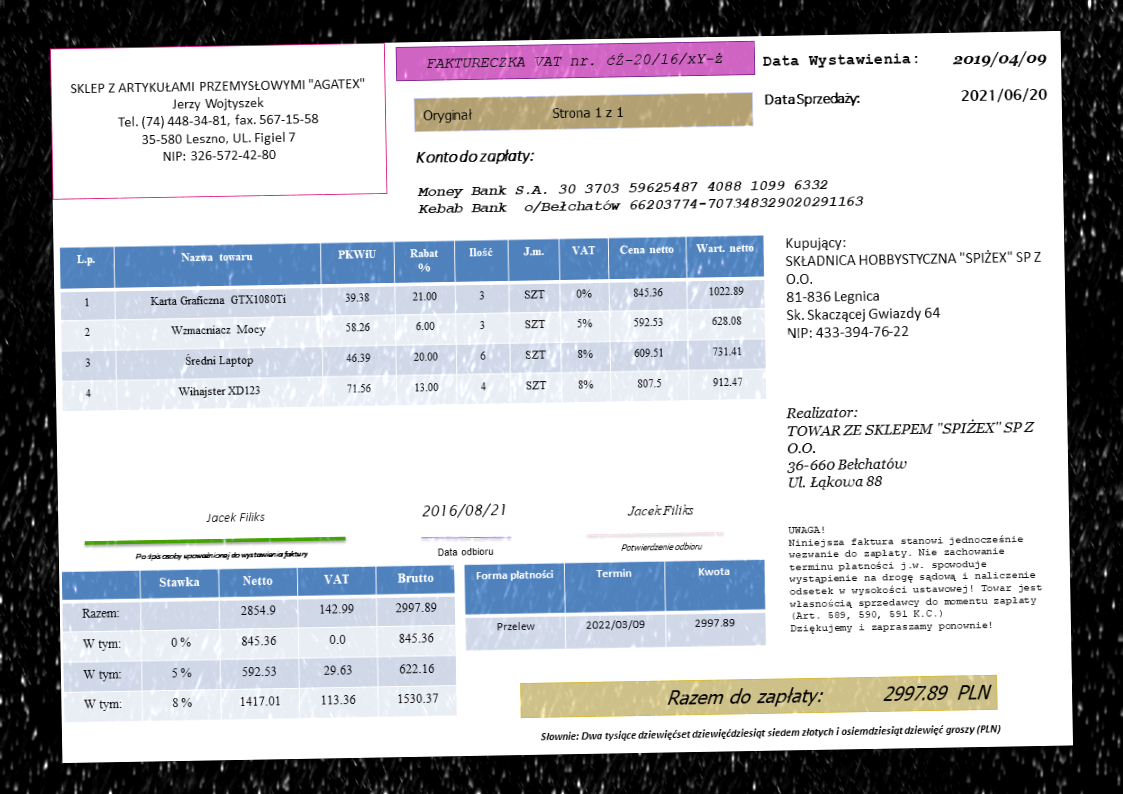 SKLEP Z ARTYKUŁAMI PRZEMYSŁOWYMI "AGATEX"
Jerzy Wojtyszek
Tel. (74) 448-34-81, fax. 567-15-58
35-580 Leszno, UL. Figiel 7
NIP: 326-572-42-80
FAKTURECZKA VAT nr. ćŹ-20/16/xY-ż
Oryginał Strona 1 z 1
Data Wystawienia: 2019/04/09
Data Sprzedaży: 2021/06/20
Konto do zapłaty:
Money Bank S.A. 30 3703 59625487 4088 1099 6332
Kebab Bank o/Bełchatów 66203774-707348329020291163
L.p. Nazwa towaru PKWiU Rabat % Ilość J.m. VAT Cena netto Wart. netto
1 Karta Graficzna GTX1080Ti 39.38 21.00 3 SZT 0% 845.36 1022.89
2 Wzmacniacz Mocy 58.26 6.00 3 SZT 5% 592.53 628.08
3 Średni Laptop 46.39 20.00 6 SZT 8% 609.51 731.41
4 Wihajster XD123 71.56 13.00 4 SZT 8% 807.5 912.47
Kupujący:
SKŁADNICA HOBBYSTYCZNA "SPIŻEX" SP Z
O.O.
81-836 Legnica
Sk. Skaczącej Gwiazdy 64
NIP: 433-394-76-22
Realizator:
TOWAR ZE SKLEPEM "SPIŻEX" SP Z
O.O.
36-660 Bełchatów
Ul. Łąkowa 88
Jacek Filiks
Podpis osoby upoważnionej do wystawienia faktury
2016/08/21
Data odbioru
Jacek Filiks
Potwierdzenie odbioru
UWAGA!
Niniejsza faktura stanowi jednocześnie
wezwanie do zapłaty. Nie zachowanie
terminu płatności j.w. spowoduje
wystąpienie na drogę sądową i naliczenie
odsetek w wysokości ustawowej! Towar jest
własnością sprzedawcy do momentu zapłaty
(Art. 589, 590, 591 K.C.)
Dziękujemy i zapraszamy ponownie!
Stawka Netto VAT Brutto
Razem: 2854.9 142.99 2997.89
W tym: 0 % 845.36 0.0 845.36
W tym: 5 % 592.53 29.63 622.16
W tym: 8 % 1417.01 113.36 1530.37
Forma płatności Termin Kwota
Przelew 2022/03/09 2997.89
Razem do zapłaty: 2997.89 PLN
Słownie: Dwa tysiące dziewięćset dziewięćdziesiąt siedem złotych i osiemdziesiąt dziewięć groszy (PLN)